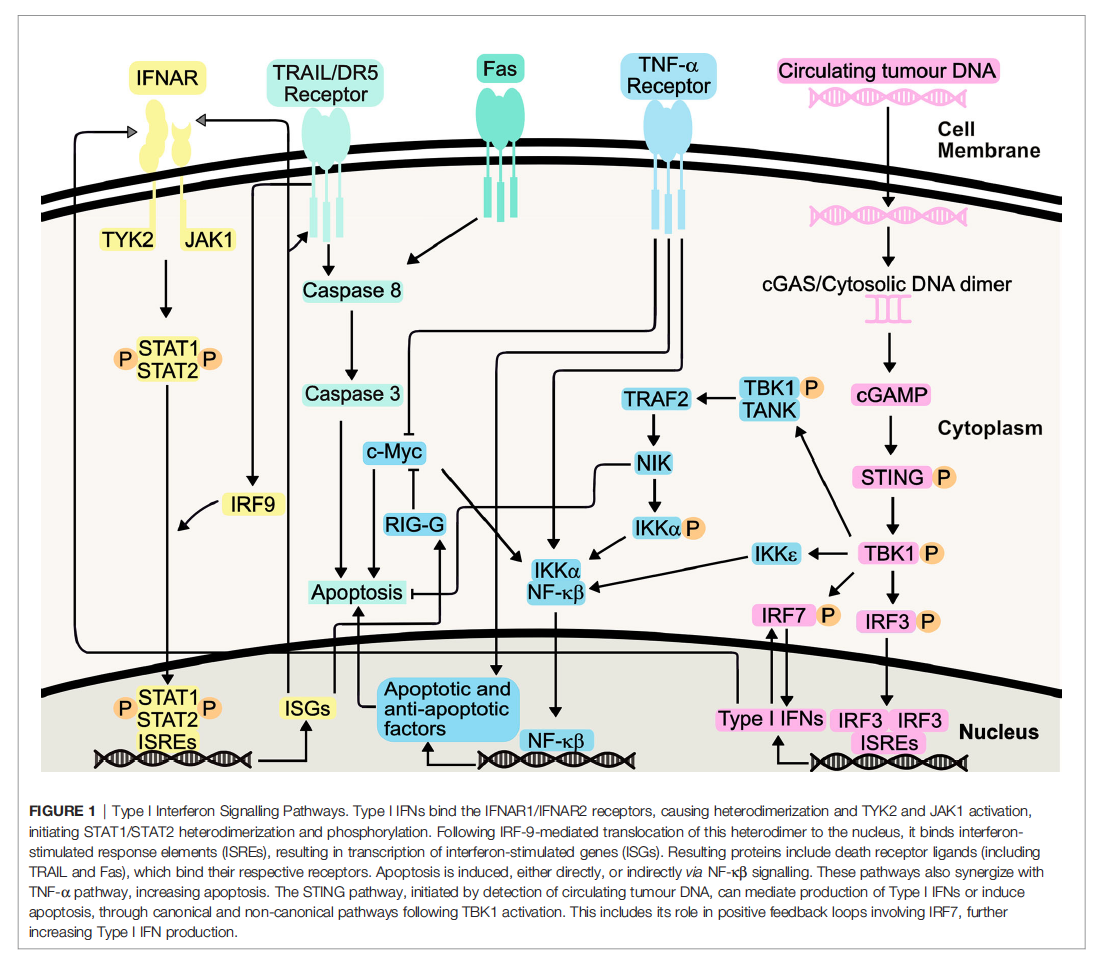 IFNAR
TRAIL/DR5
Receptor
Fas
TNF-α
Receptor
Circulating tumour DNA
Cell
Membrane
TYK2
JAK1
Caspase 8
cGAS/Cytosolic DNA dimer
P
STAT1
STAT2
P
Caspase 3
TRAF2
TBK1
TANK
P
cGAMP
Cytoplasm
c-Myc
NIK
STING
P
IRF9
RIG-G
IKKα
P
IKKα
NF-κβ
IKKε
TBK1
P
Apoptosis
IRF7
P
IRF3
P
P
STAT1
STAT2
ISREs
P
ISGs
Apoptotic and
anti-apoptotic
factors
NF-κβ
Type I IFNs
IRF3
IRF3
ISREs
Nucleus
FIGURE 1 | Type I Interferon Signalling Pathways. Type I IFNs bind the IFNAR1/IFNAR2 receptors, causing heterodimerization and TYK2 and JAK1 activation,
initiating STAT1/STAT2 heterodimerization and phosphorylation. Following IRF-9-mediated translocation of this heterodimer to the nucleus, it binds interferon-
stimulated response elements (ISREs), resulting in transcription of interferon-stimulated genes (ISGs). Resulting proteins include death receptor ligands (including
TRAIL and Fas), which bind their respective receptors. Apoptosis is induced, either directly, or indirectly via NF-κβ signalling. These pathways also synergize with
TNF-α pathway, increasing apoptosis. The STING pathway, initiated by detection of circulating tumour DNA, can mediate production of Type I IFNs or induce
apoptosis, through canonical and non-canonical pathways following TBK1 activation. This includes its role in positive feedback loops involving IRF7, further
increasing Type I IFN production.